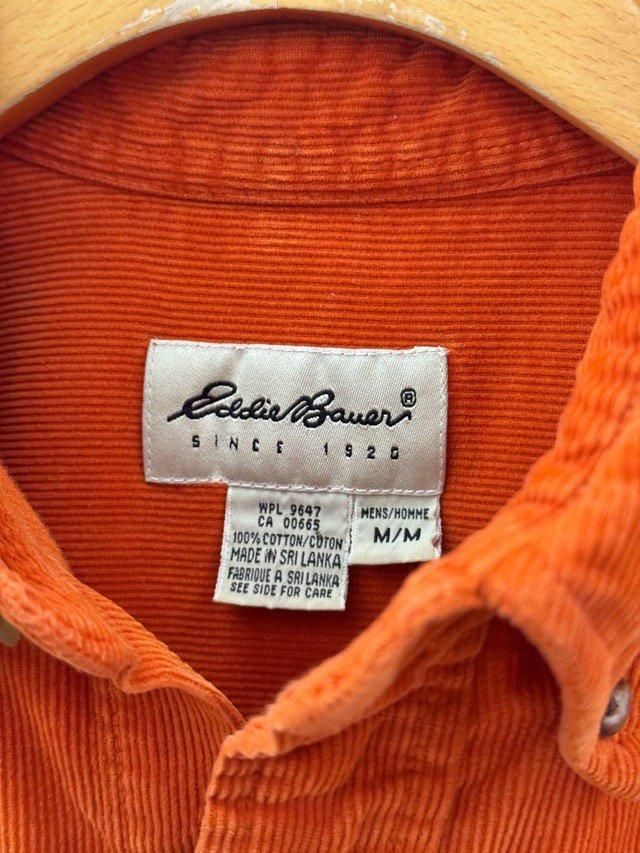 Eddie Bauer®
SINCE 1920
WPL 9647
CA 00665
100% COTTON/COTON
MADE IN SRI LANKA
FABRIQUE A SRI LANKA
SEE SIDE FOR CARE
MENS/HOMME
M/M